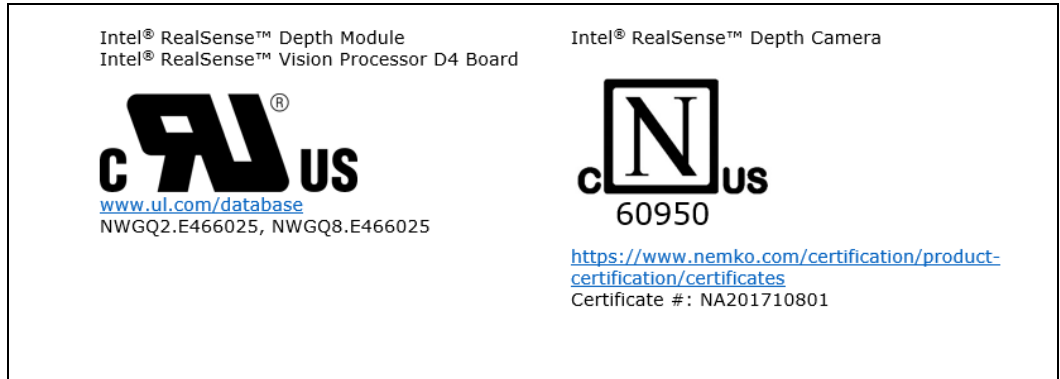 Intel® RealSense™ Depth Module
Intel® RealSense™ Vision Processor D4 Board
c RU® US
www.ul.com/database
NWGQ2.E466025, NWGQ8.E466025
Intel® RealSense™ Depth Camera
c N US
60950
https://www.nemko.com/certification/product-
certification/certificates
Certificate #: NA201710801